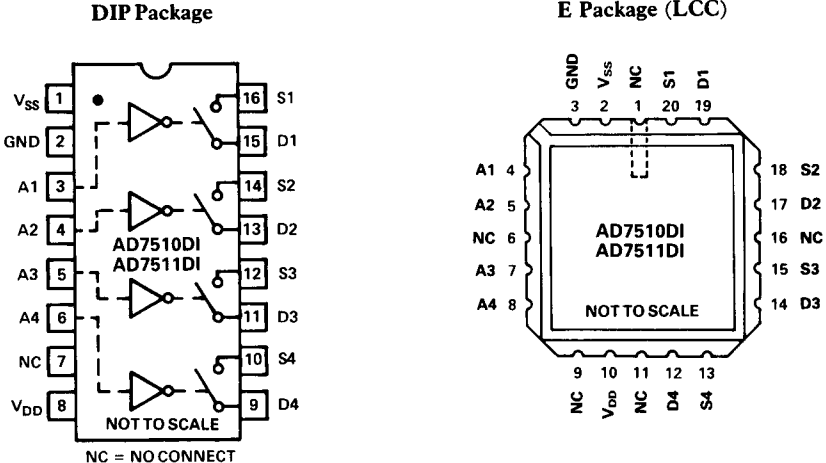 DIP Package
VSS 1
GND 2
A1 3
A2 4
A3 5
A4 6
NC 7
VDD 8
16 S1
15 D1
14 S2
13 D2
12 S3
11 D3
10 S4
9 D4
AD7510DI
AD7511DI
NOT TO SCALE
NC = NO CONNECT
E Package (LCC)
GND VSS NC S1 D1
3 2 1 20 19
A1 4
A2 5
NC 6
A3 7
A4 8
18 S2
17 D2
16 NC
15 S3
14 D3
AD7510DI
AD7511DI
NOT TO SCALE
9 10 11 12 13
NC VDD NC D4 S4